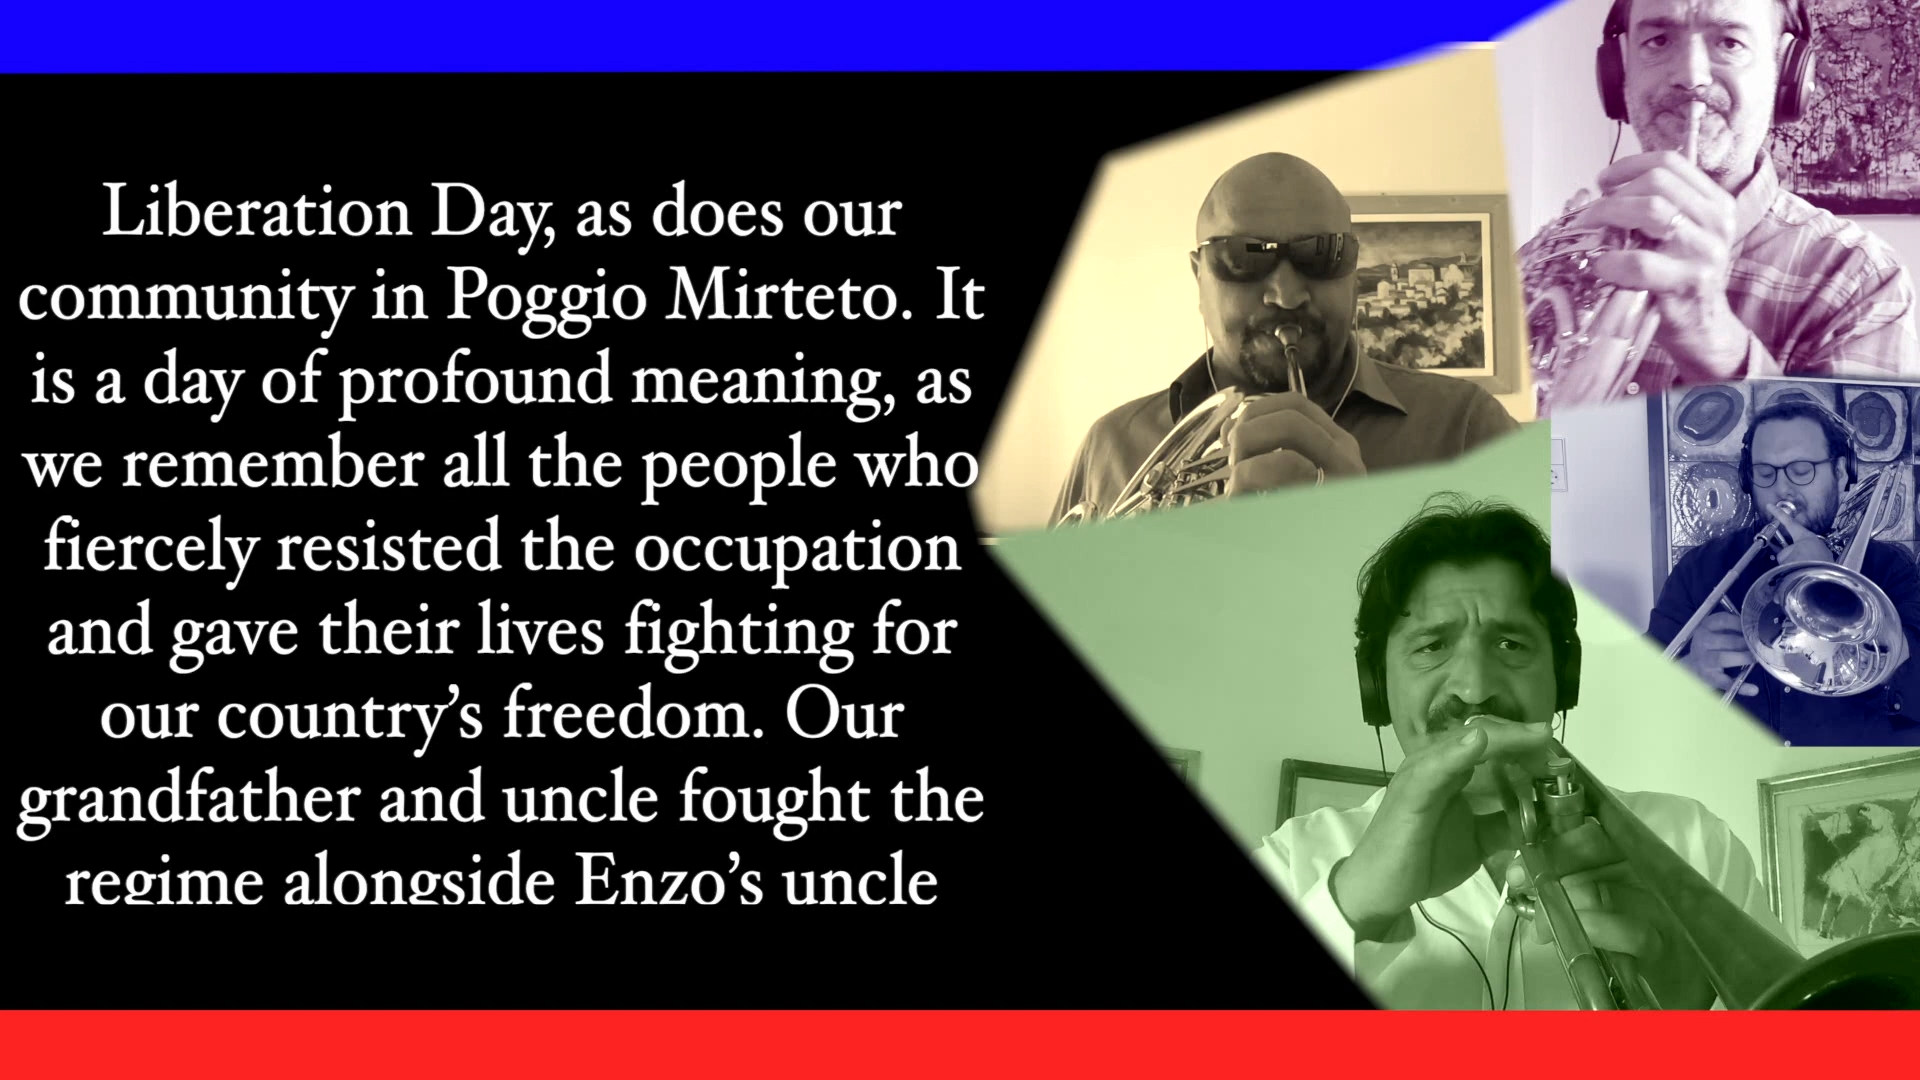 Liberation Day, as does our
community in Poggio Mirteto. It
is a day of profound meaning, as
we remember all the people who
fiercely resisted the occupation
and gave their lives fighting for
our country’s freedom. Our
grandfather and uncle fought the
regime alongside Enzo’s uncle